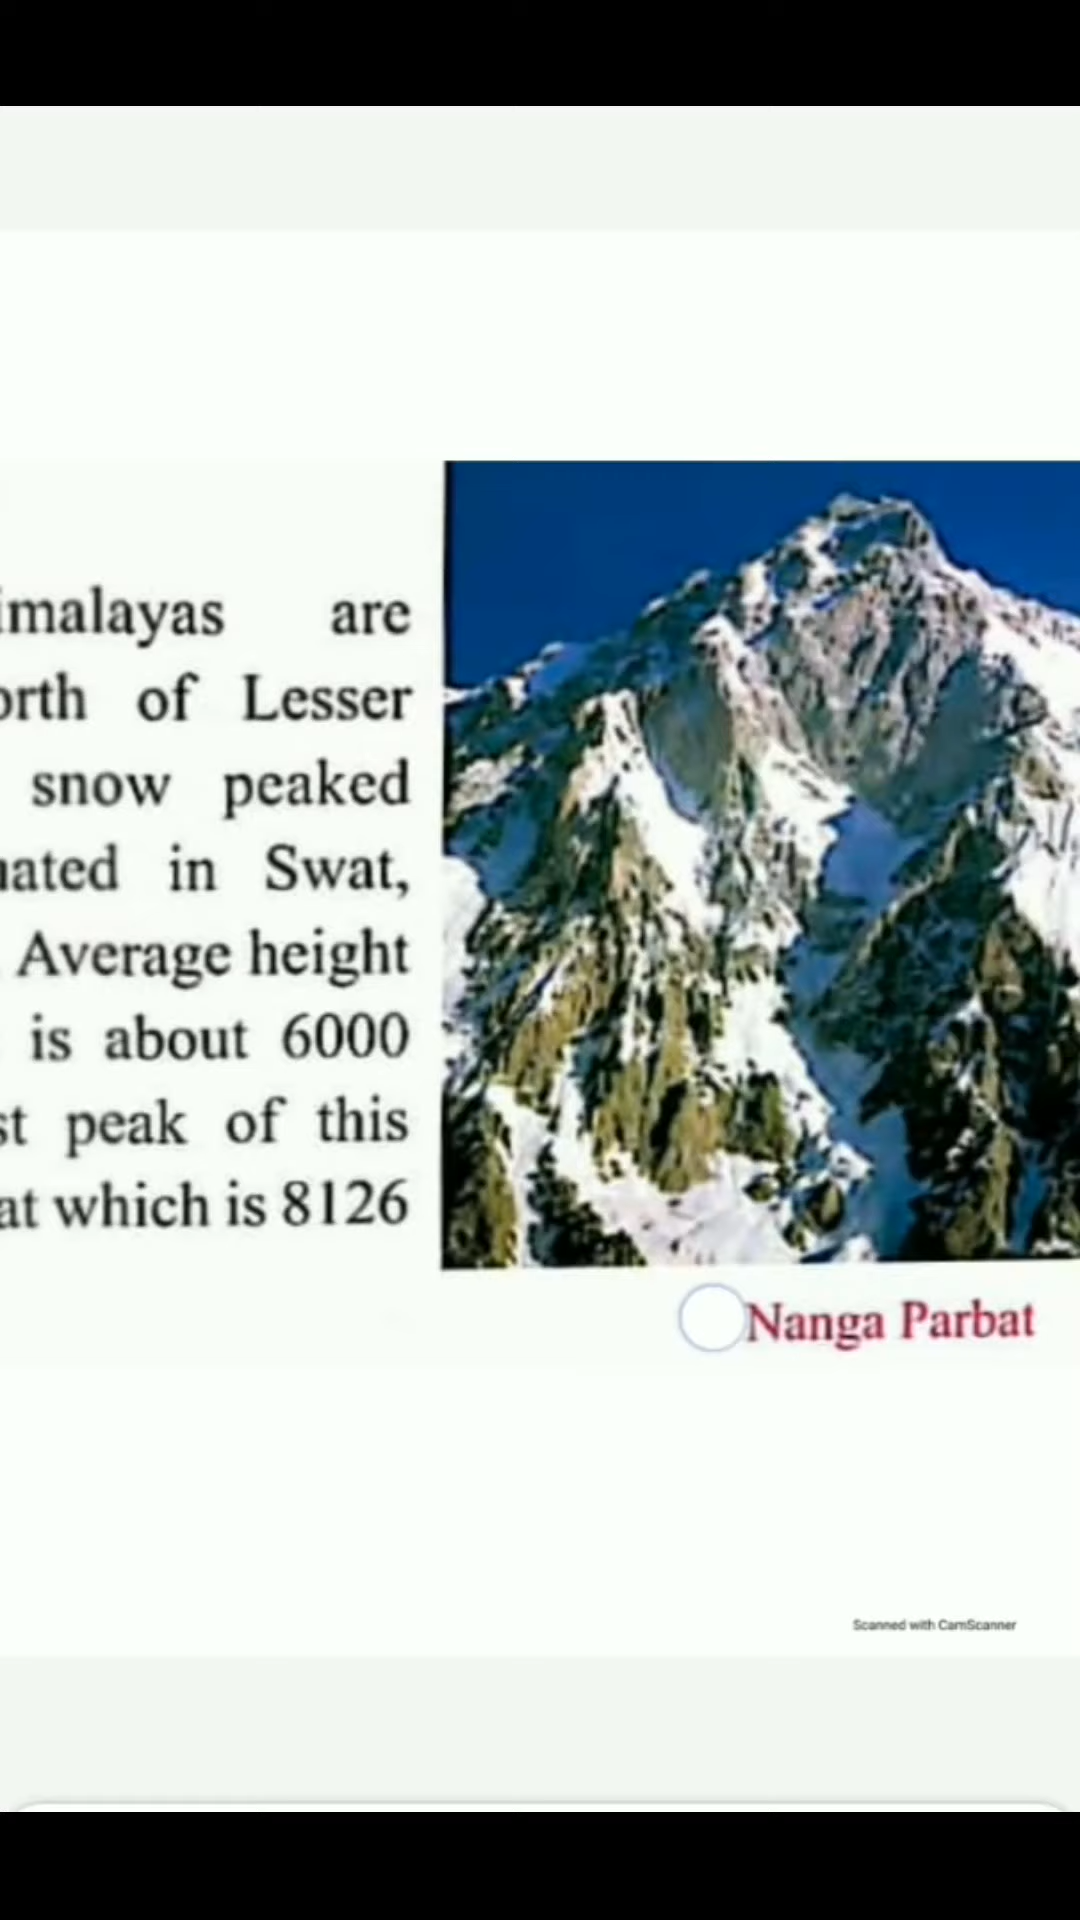 imalayas are
orth of Lesser
snow peaked
uated in Swat,
. Average height
is about 6000
st peak of this
at which is 8126
Nanga Parbat
Scanned with CamScanner